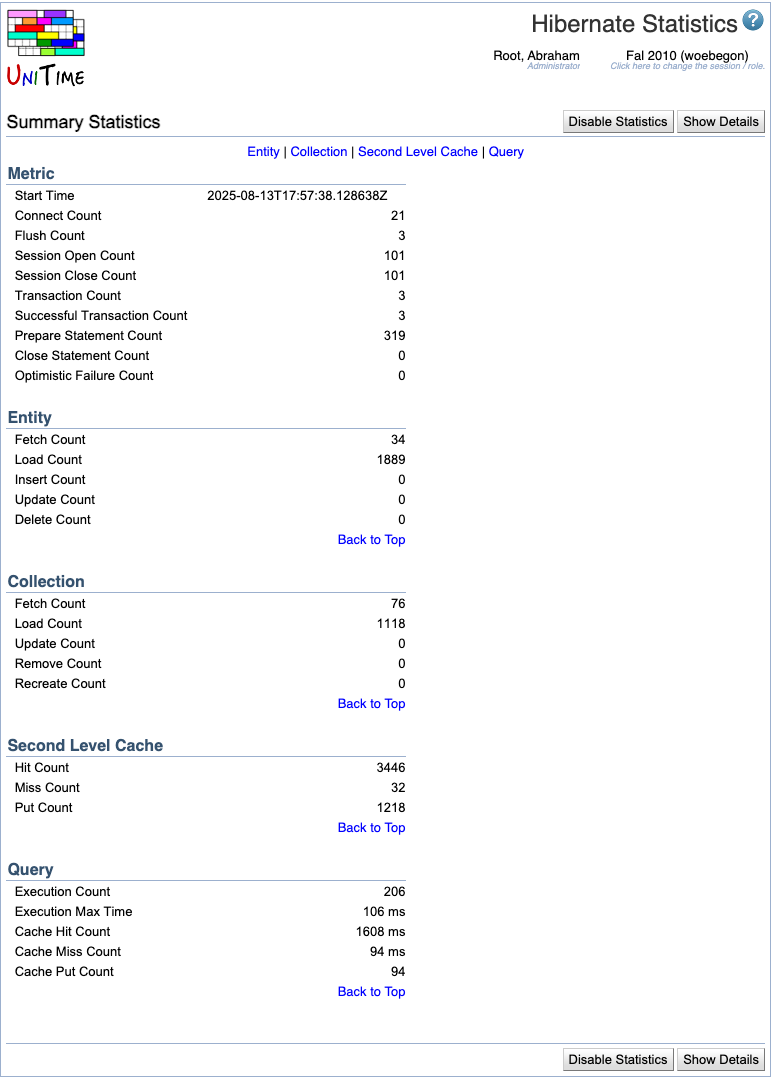 Hibernate Statistics ?
UNITIME
Root, Abraham Fal 2010 (woebegon)
Administrator Click here to change the session / role.
Summary Statistics Disable Statistics Show Details
Entity | Collection | Second Level Cache | Query
Metric
Start Time 2025-08-13T17:57:38.128638Z
Connect Count 21
Flush Count 3
Session Open Count 101
Session Close Count 101
Transaction Count 3
Successful Transaction Count 3
Prepare Statement Count 319
Close Statement Count 0
Optimistic Failure Count 0
Entity
Fetch Count 34
Load Count 1889
Insert Count 0
Update Count 0
Delete Count 0
Back to Top
Collection
Fetch Count 76
Load Count 1118
Update Count 0
Remove Count 0
Recreate Count 0
Back to Top
Second Level Cache
Hit Count 3446
Miss Count 32
Put Count 1218
Back to Top
Query
Execution Count 206
Execution Max Time 106 ms
Cache Hit Count 1608 ms
Cache Miss Count 94 ms
Cache Put Count 94
Back to Top
Disable Statistics Show Details